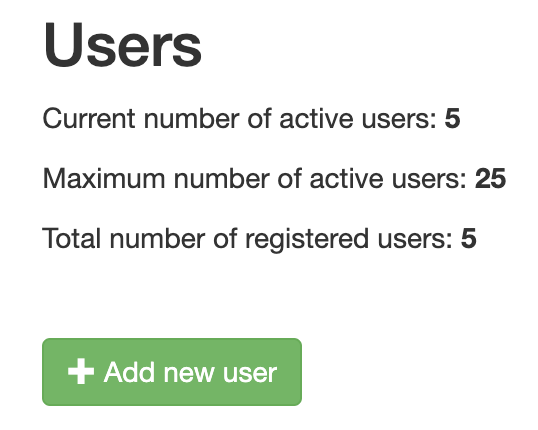 Users
Current number of active users: 5
Maximum number of active users: 25
Total number of registered users: 5
Add new user